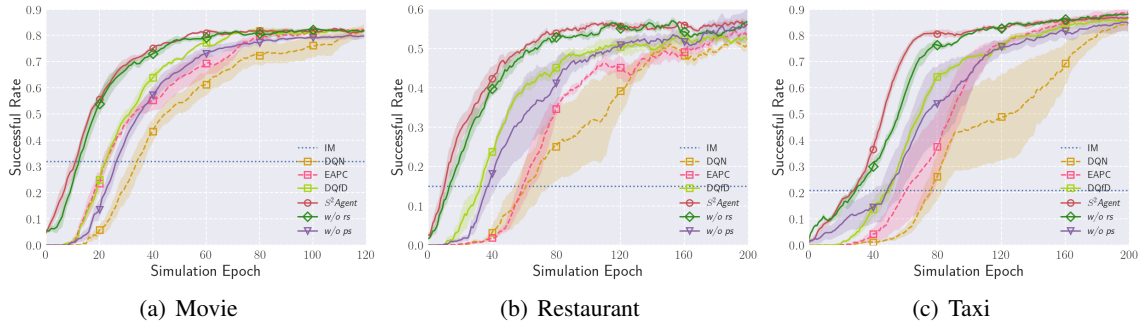 Successful Rate
0.9
0.8
0.7
0.6
0.5
0.4
0.3
0.2
0.1
0.0
0 20 40 60 80 100 120
Simulation Epoch
IM
DQN
EAPC
DQfD
S²Agent
w/o rs
w/o ps
(a) Movie
Successful Rate
0.6
0.5
0.4
0.3
0.2
0.1
0.0
0 40 80 120 160 200
Simulation Epoch
IM
DQN
EAPC
DQfD
S²Agent
w/o rs
w/o ps
(b) Restaurant
Successful Rate
0.9
0.8
0.7
0.6
0.5
0.4
0.3
0.2
0.1
0.0
0 40 80 120 160 200
Simulation Epoch
IM
DQN
EAPC
DQfD
S²Agent
w/o rs
w/o ps
(c) Taxi